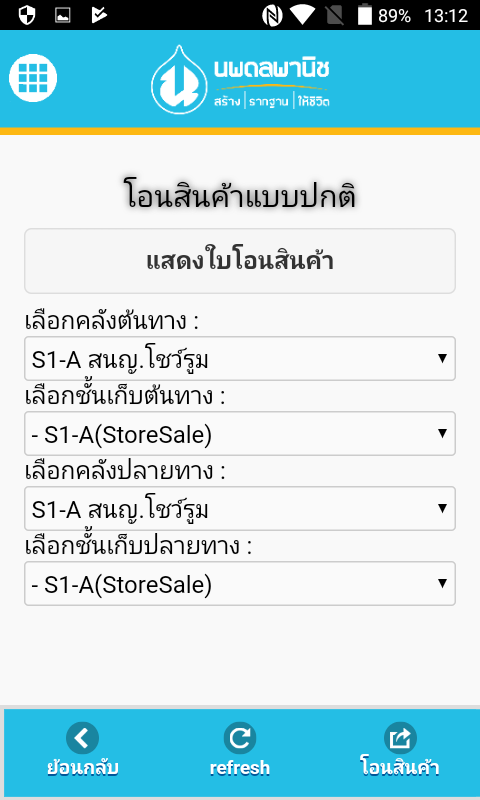 89% 13:12
นพดลพานิช
สร้าง | รากฐาน | ให้ชีวิต
โอนสินค้าแบบปกติ
แสดงใบโอนสินค้า
เลือกคลังต้นทาง :
S1-A สนญ.โชว์รูม
เลือกชั้นเก็บต้นทาง :
- S1-A(StoreSale)
เลือกคลังปลายทาง :
S1-A สนญ.โชว์รูม
เลือกชั้นเก็บปลายทาง :
- S1-A(StoreSale)
ย้อนกลับ refresh โอนสินค้า